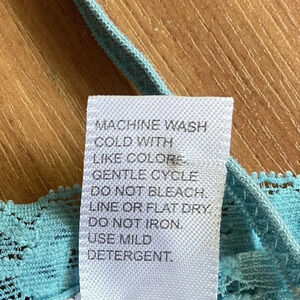 MACHINE WASH
COLD WITH
LIKE COLORS.
GENTLE CYCLE
DO NOT BLEACH.
LINE OR FLAT DRY.
DO NOT IRON.
USE MILD
DETERGENT.